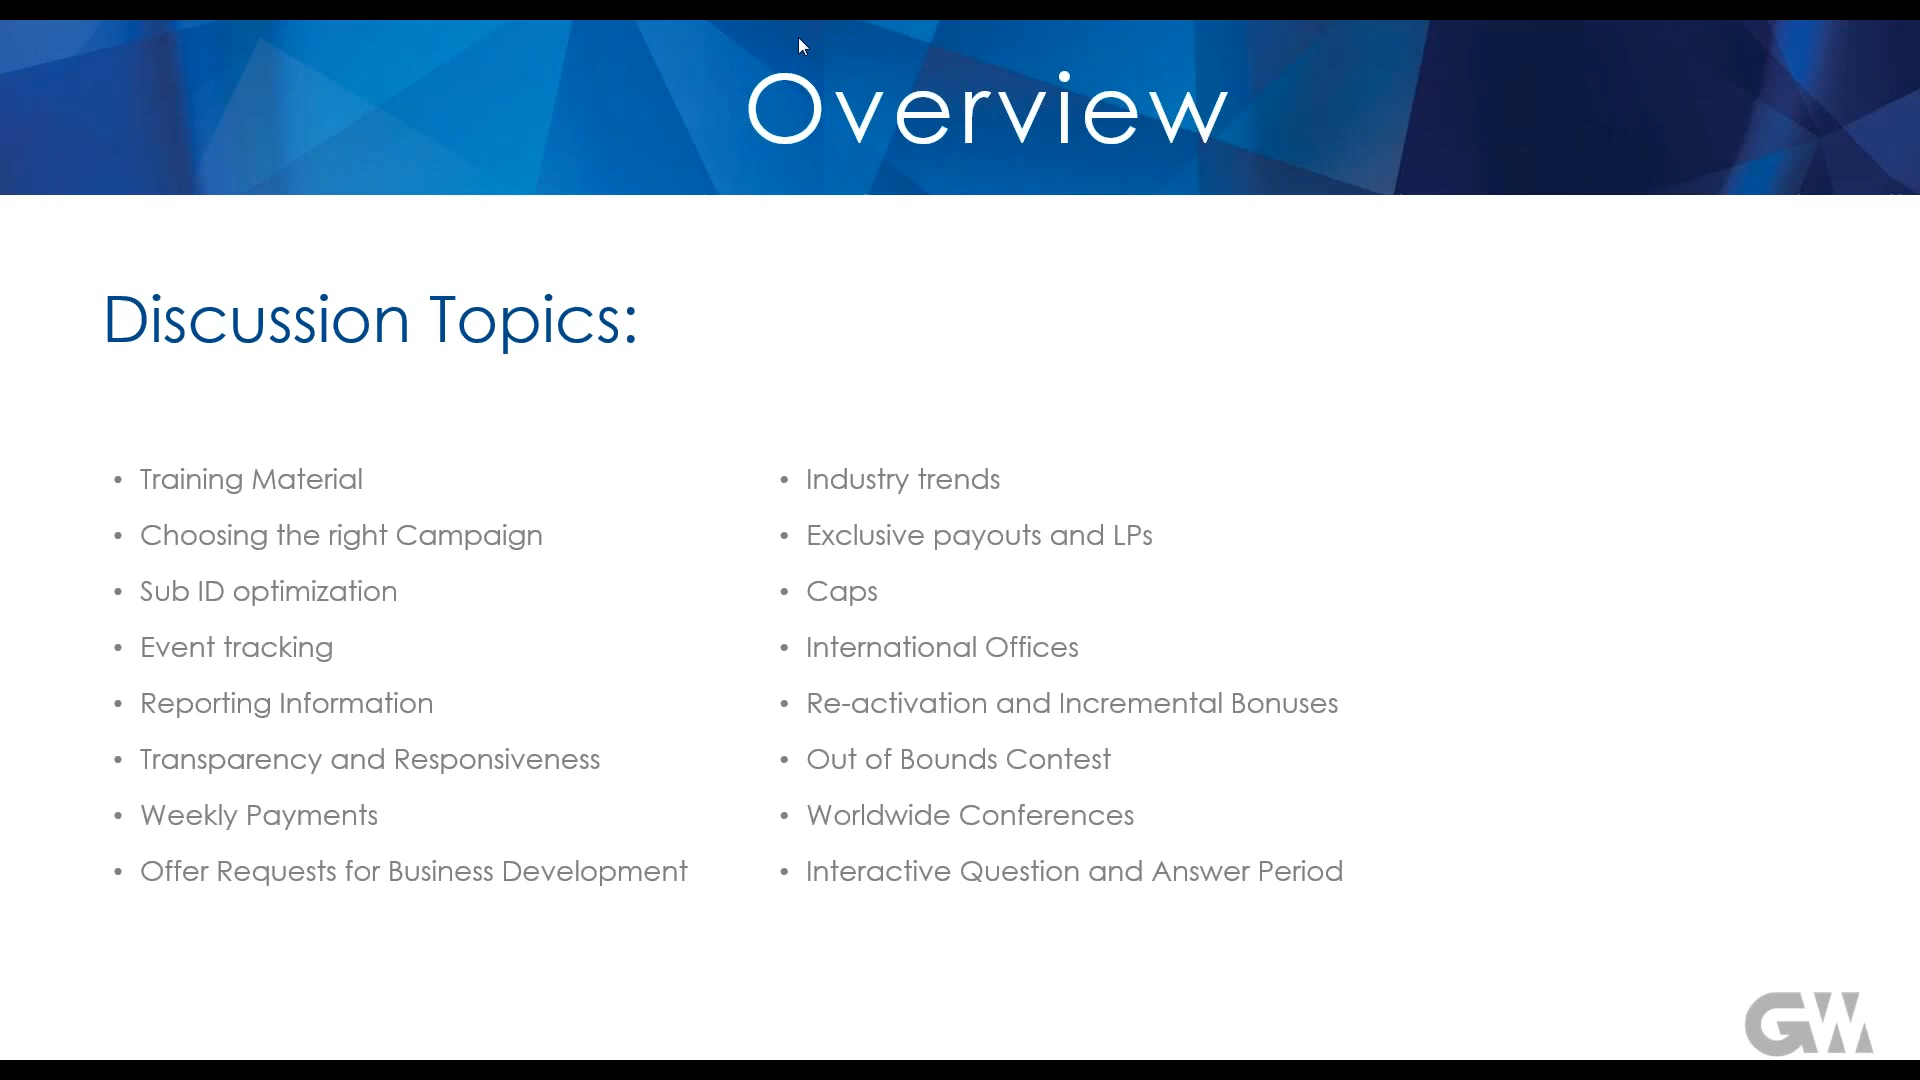 Overview
Discussion Topics:
• Training Material
• Choosing the right Campaign
• Sub ID optimization
• Event tracking
• Reporting Information
• Transparency and Responsiveness
• Weekly Payments
• Offer Requests for Business Development
• Industry trends
• Exclusive payouts and LPs
• Caps
• International Offices
• Re-activation and Incremental Bonuses
• Out of Bounds Contest
• Worldwide Conferences
• Interactive Question and Answer Period
GWM